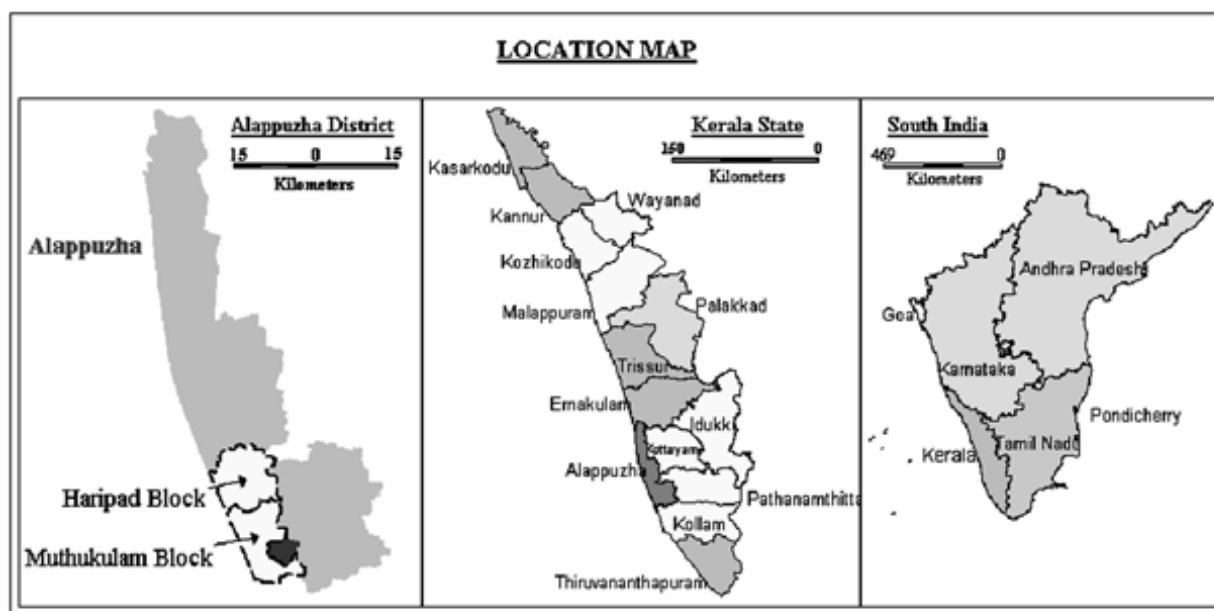 LOCATION MAP
Alappuzha District
15 0 15
Kilometers
Alappuzha
Haripad Block
Muthukulam Block
Kerala State
150 0
Kilometers
Kasarkodu
Wayanad
Kannur
Kozhikode
Malappuram
Palakkad
Trissur
Ernakulam
Idukki
Kottayam
Alappuzha
Pathanamthitta
Kollam
Thiruvananthapuram
South India
469 0
Kilometers
Andhra Pradesh
Goa
Karnataka
Pondicherry
Kerala
Tamil Nadu